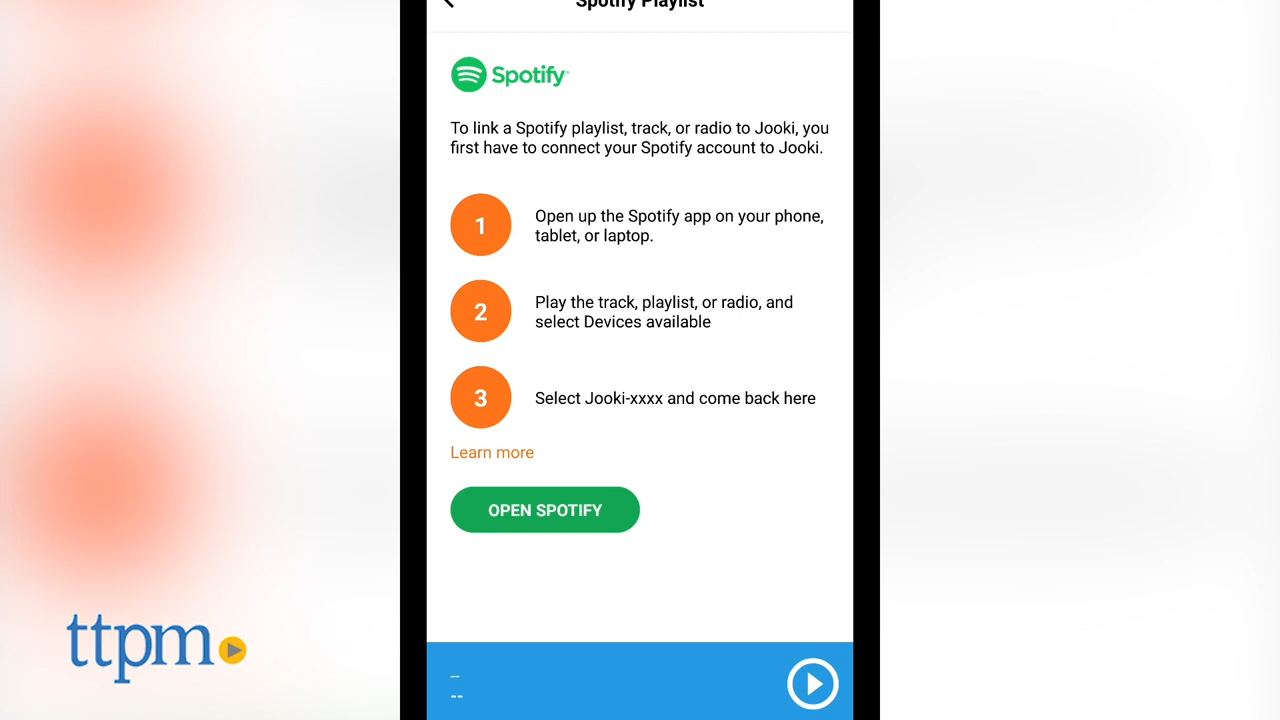 Spotify Playlist
Spotify
To link a Spotify playlist, track, or radio to Jooki, you
first have to connect your Spotify account to Jooki.
1
Open up the Spotify app on your phone,
tablet, or laptop.
2
Play the track, playlist, or radio, and
select Devices available
3
Select Jooki-xxxx and come back here
Learn more
OPEN SPOTIFY
ttpm
--
--